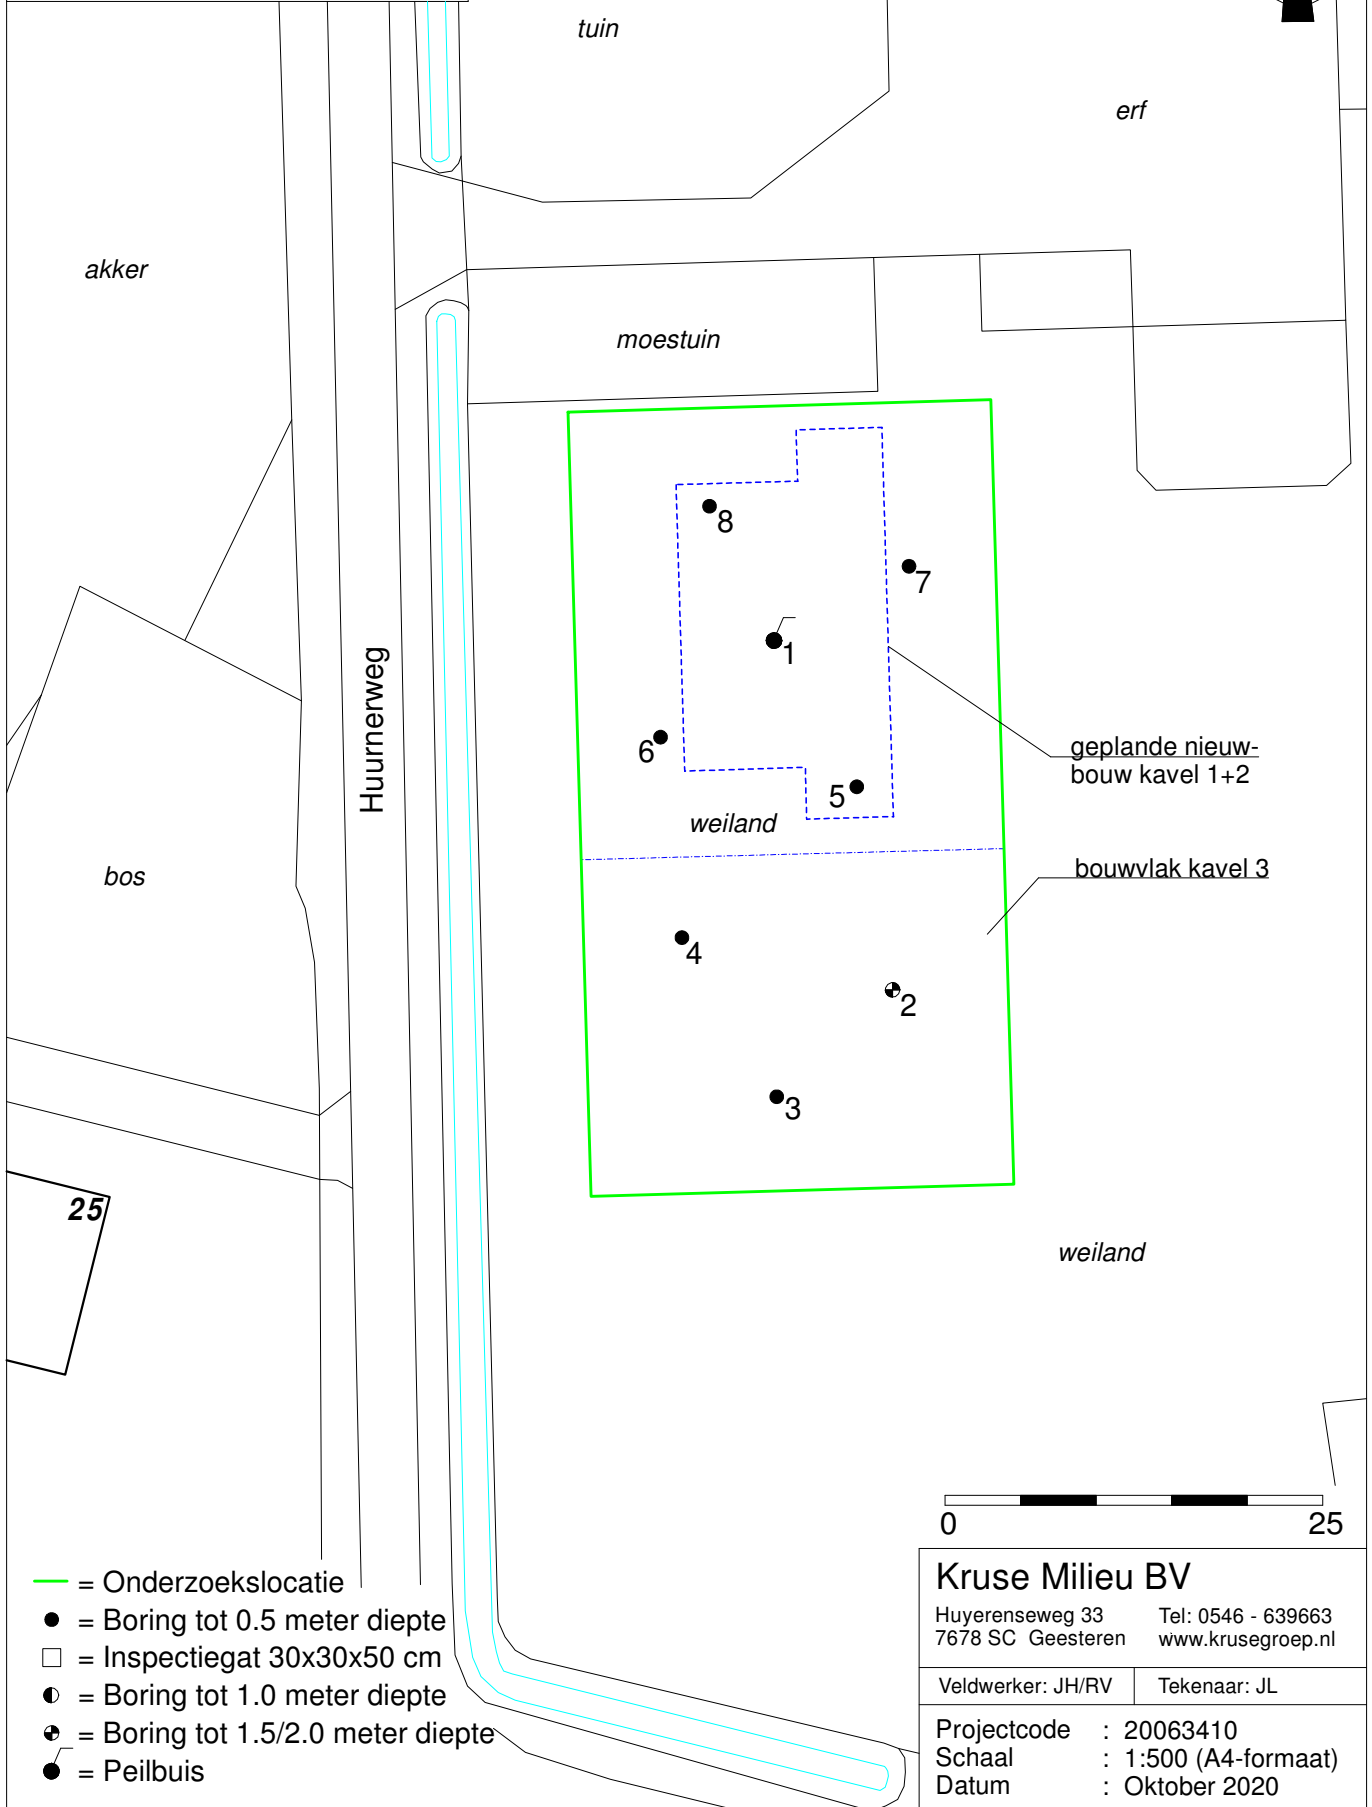 tuin
erf
akker
moestuin
8
7
1
Huurnerweg
6
geplande nieuw-
bouw kavel 1+2
5
weiland
bouwvlak kavel 3
bos
4
2
3
25
weiland
0 25
= Onderzoekslocatie
= Boring tot 0.5 meter diepte
= Inspectiegat 30x30x50 cm
= Boring tot 1.0 meter diepte
= Boring tot 1.5/2.0 meter diepte
= Peilbuis
Kruse Milieu BV
Huyerenseweg 33 Tel: 0546 - 639663
7678 SC Geesteren www.krusegroep.nl
Veldwerker: JH/RV Tekenaar: JL
Projectcode : 20063410
Schaal : 1:500 (A4-formaat)
Datum : Oktober 2020